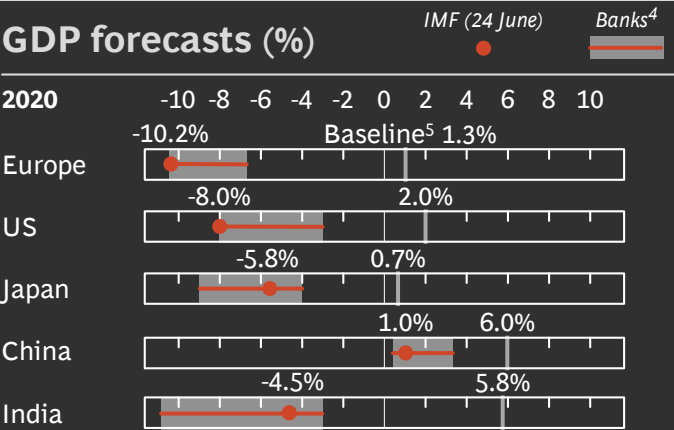 GDP forecasts (%) IMF (24 June) Banks⁴
2020 -10 -8 -6 -4 -2 0 2 4 6 8 10
-10.2% Baseline⁵ 1.3%
Europe
-8.0% 2.0%
US
-5.8% 0.7%
Japan
1.0% 6.0%
China
-4.5% 5.8%
India